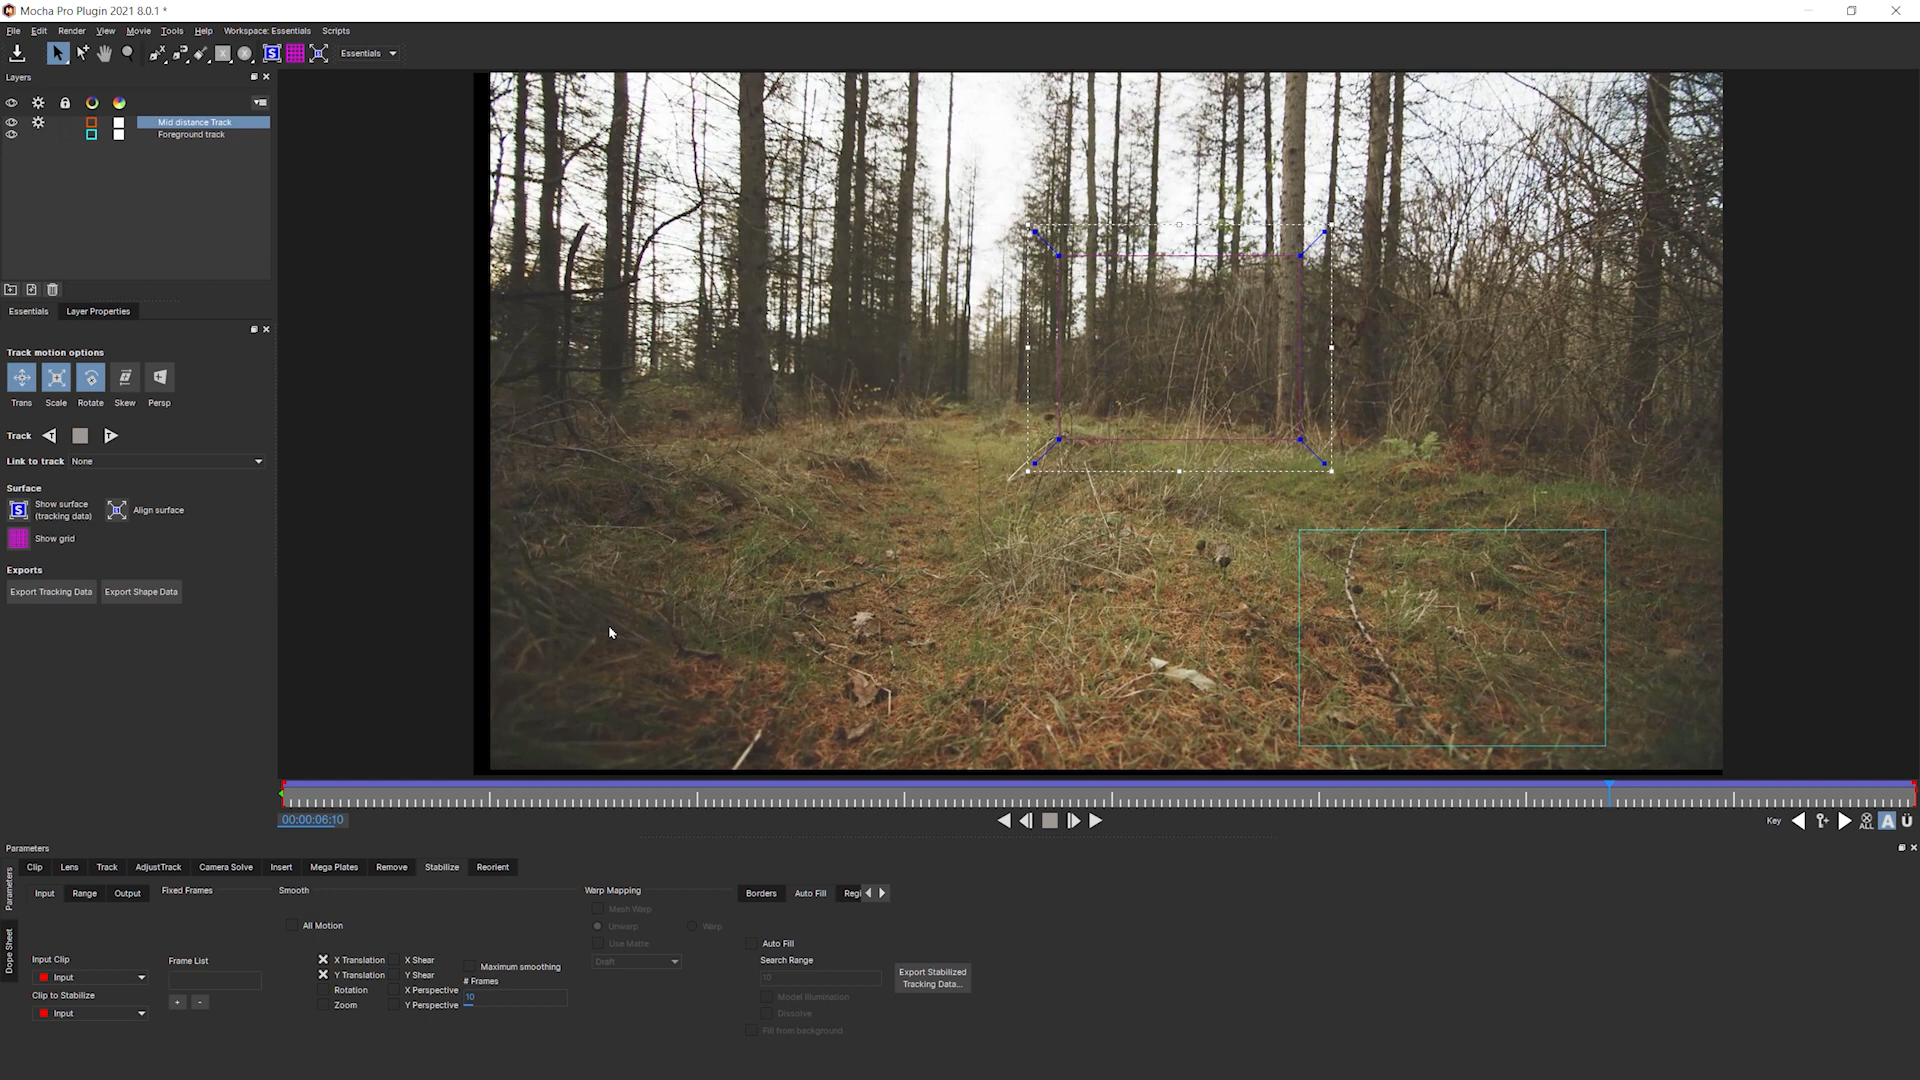 Mocha Pro Plugin 2021 8.0.1 *
File Edit Render View Movie Tools Help Workspace: Essentials Scripts
Essentials
Layers
Mid distance Track
Foreground track
Essentials Layer Properties
Track motion options
Trans Scale Rotate Skew Persp
Track
Link to track None
Surface
Show surface
(tracking data)
Align surface
Show grid
Exports
Export Tracking Data Export Shape Data
00:00:06:10
Key
ALL
Parameters
Clip Lens Track AdjustTrack Camera Solve Insert Mega Plates Remove Stabilize Reorient
Parameters
Dope Sheet
Input Range Output
Fixed Frames
Smooth
Warp Mapping
Borders Auto Fill Regi
Mesh Warp
All Motion
Unwarp Warp
Use Matte
Auto Fill
Input Clip
Frame List
X Translation X Shear
Y Translation Y Shear
Rotation X Perspective
Zoom Y Perspective
Maximum smoothing
# Frames
10
Draft
Search Range
10
Export Stabilized
Tracking Data...
Input
Clip to Stabilize
Input
+ -
Model Illumination
Dissolve
Fill from background